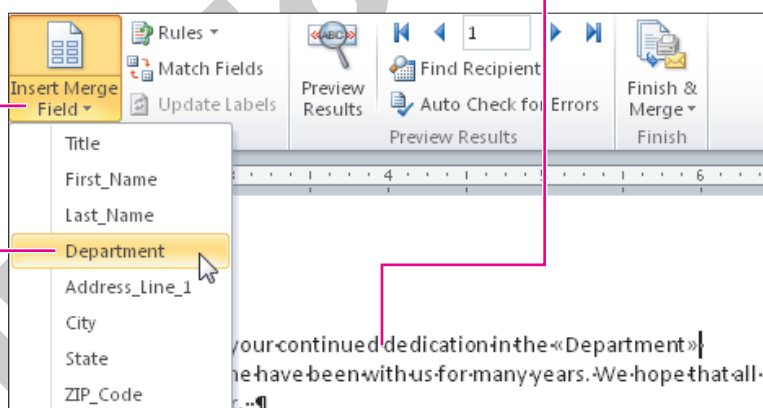 Rules
«ABC»
1
Match Fields
Find Recipient
Insert Merge
Field
Update Labels
Preview
Results
Auto Check for Errors
Finish &
Merge
Preview Results
Finish
Title
First_Name
Last_Name
4
6
Department
Address_Line_1
City
State
ZIP_Code
your·continued·dedication·in·the·«Department»
have·been·with·us·for·many·years.·We·hope·that·all·